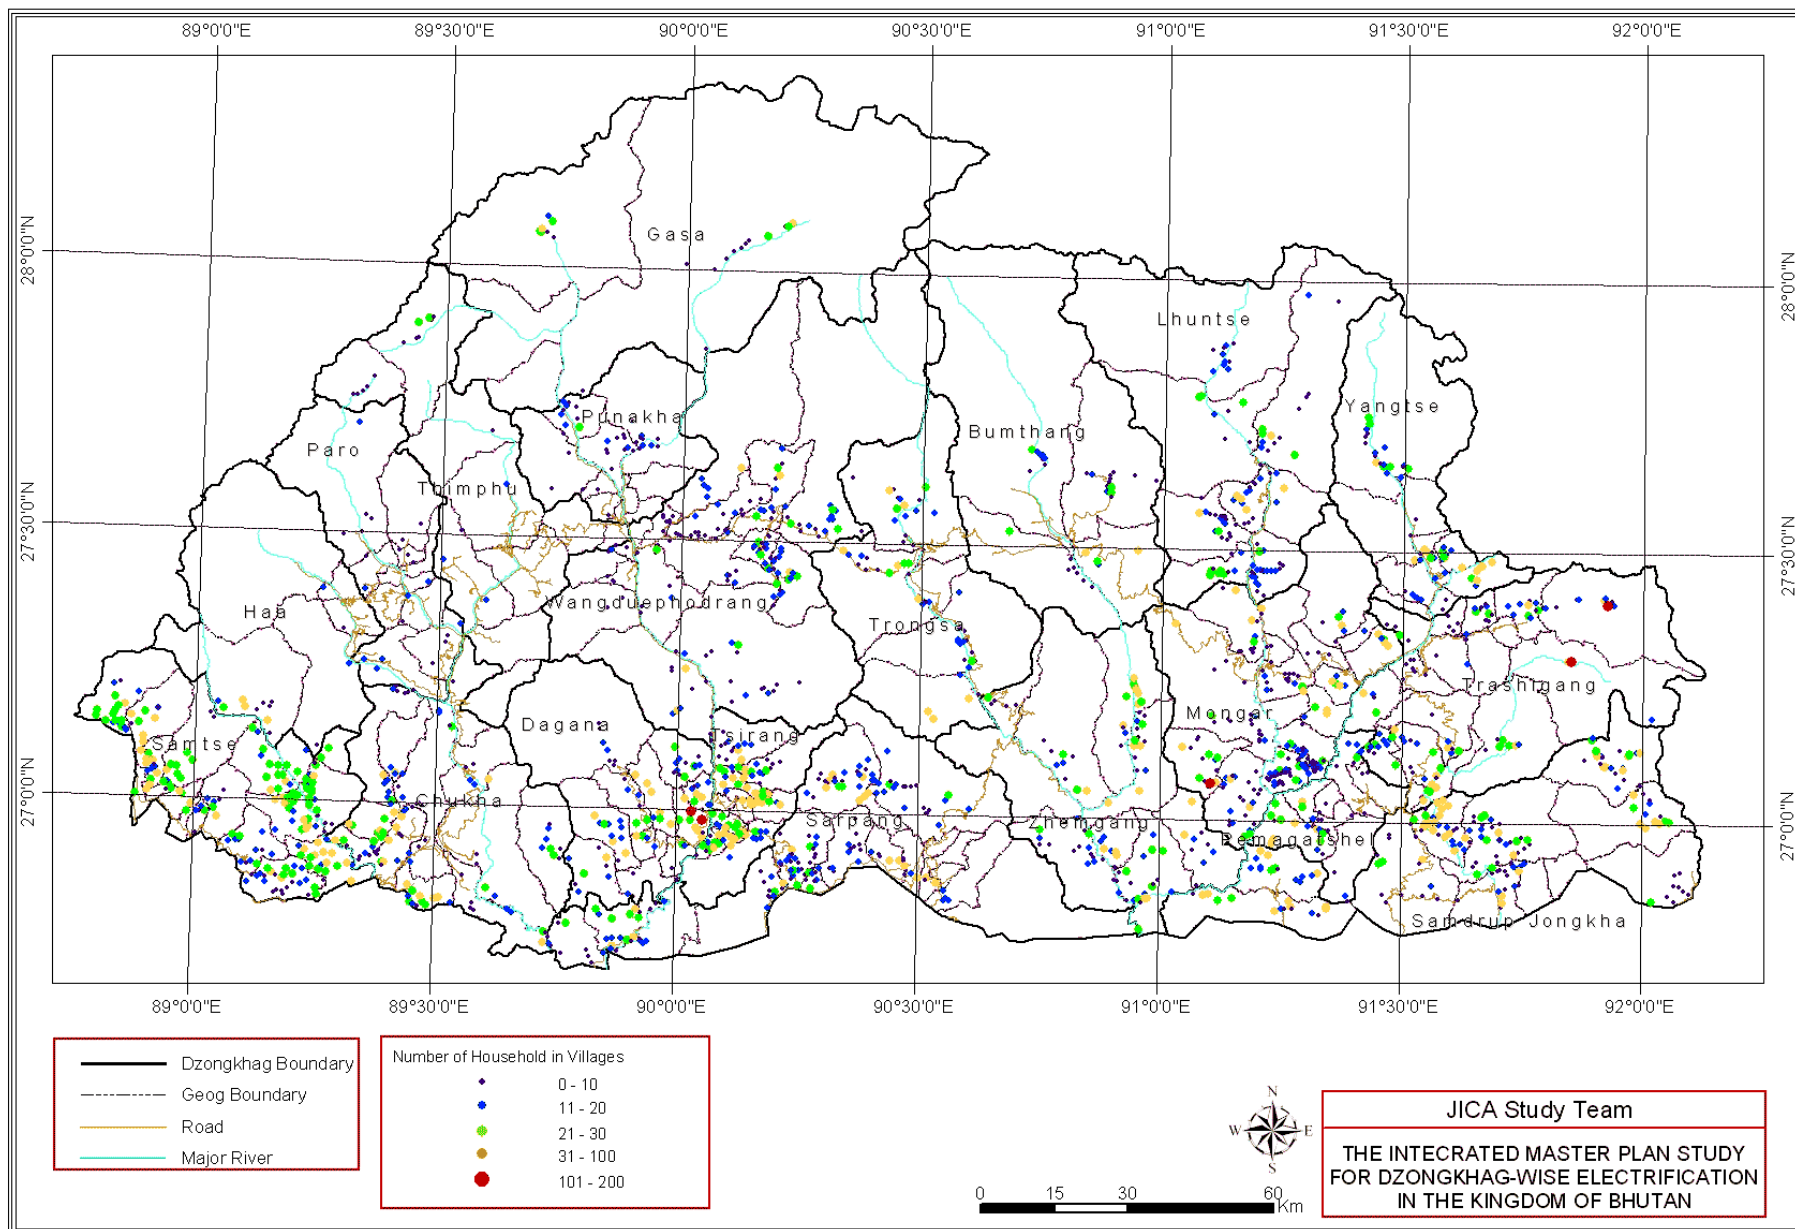 89°0'0"E 89°30'0"E 90°0'0"E 90°30'0"E 91°0'0"E 91°30'0"E 92°0'0"E
28°0'0"N
28°0'0"N
27°30'0"N
27°30'0"N
27°0'0"N
27°0'0"N
Gasa
Lhuntse
Yangtse
Punakha
Bumthang
Paro
Thimphu
Haa
Wangduephodrang
Trongsa
Trashigang
Mongar
Dagana
Tsirang
Samtse
Chukha
Sarpang
Zhemgang
Pemagatshel
Samdrup Jongkha
89°0'0"E 89°30'0"E 90°0'0"E 90°30'0"E 91°0'0"E 91°30'0"E 92°0'0"E
Dzongkhag Boundary
Geog Boundary
Road
Major River
Number of Household in Villages
0 - 10
11 - 20
21 - 30
31 - 100
101 - 200
N
W E
S
0 15 30 60
Km
JICA Study Team
THE INTECRATED MASTER PLAN STUDY
FOR DZONGKHAG-WISE ELECTRIFICATION
IN THE KINGDOM OF BHUTAN